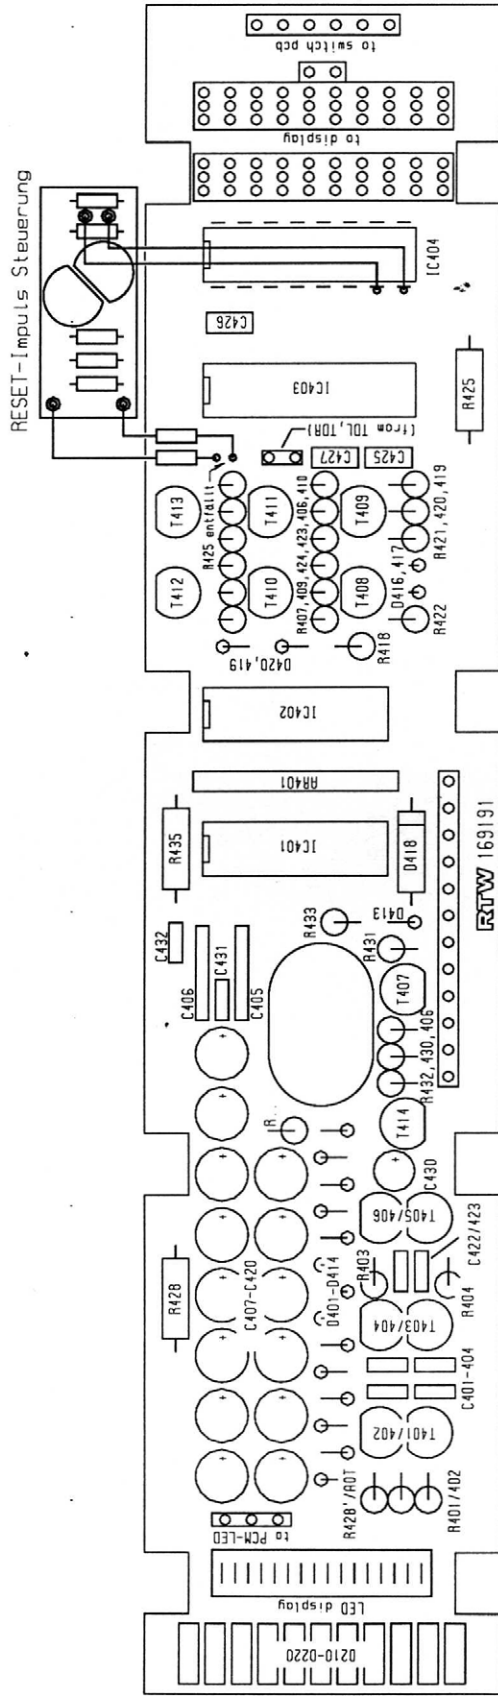 to switch pcb
to display
RESET-Impuls Steuerung
IC404
C426
IC403
R425
(from TDL,TDR)
C427
C425
R425 entfällt
T413
T411
T409
R407,409,424,423,406,410
R421,420,419
T412
T410
T408
D416,417
R422
D420,419
R418
IC402
AR401
R435
IC401
D418
RTW 169191
C432
R433
D413
C406
C431
C405
R431
T407
R432,430,406
R..
T414
C430
T405/406
C422/423
R428
C407-C420
D401-D414
R403
R404
T403/404
C401-404
T401/402
R428'/AOT
R401/402
to PCM-LED
LED display
D210-D220